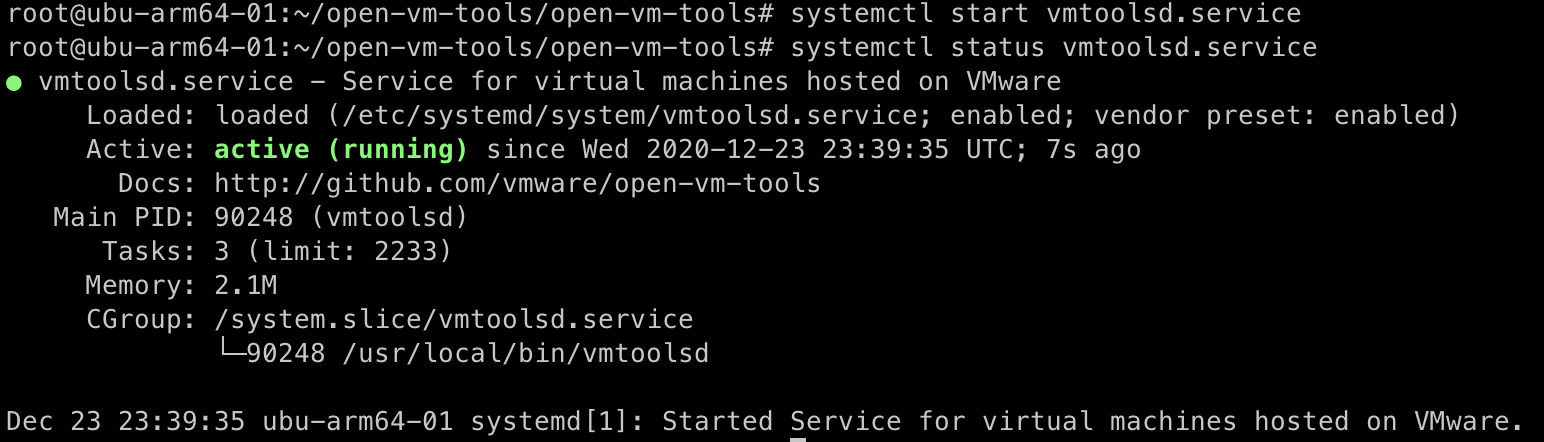 root@ubu-arm64-01:~/open-vm-tools/open-vm-tools# systemctl start vmtoolsd.service
root@ubu-arm64-01:~/open-vm-tools/open-vm-tools# systemctl status vmtoolsd.service
● vmtoolsd.service - Service for virtual machines hosted on VMware
     Loaded: loaded (/etc/systemd/system/vmtoolsd.service; enabled; vendor preset: enabled)
     Active: active (running) since Wed 2020-12-23 23:39:35 UTC; 7s ago
       Docs: http://github.com/vmware/open-vm-tools
   Main PID: 90248 (vmtoolsd)
      Tasks: 3 (limit: 2233)
     Memory: 2.1M
     CGroup: /system.slice/vmtoolsd.service
             └─90248 /usr/local/bin/vmtoolsd
Dec 23 23:39:35 ubu-arm64-01 systemd[1]: Started Service for virtual machines hosted on VMware.